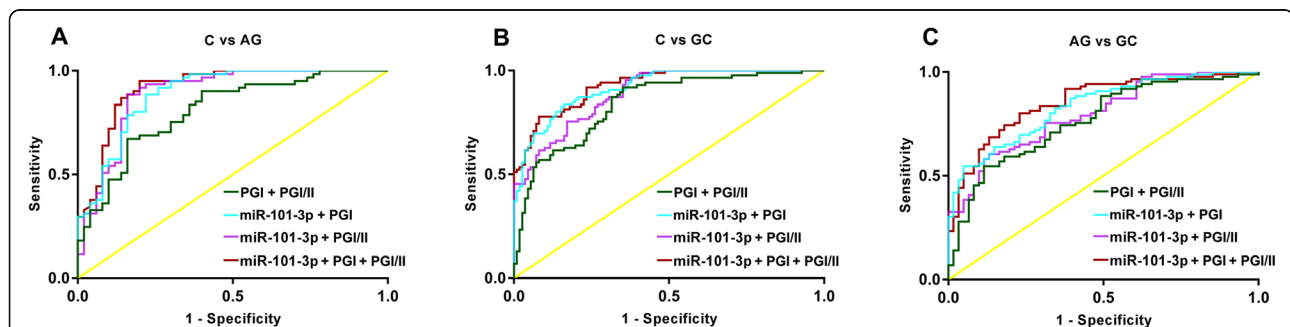 A
C vs AG
1.0
0.5
0.0
Sensitivity
0.0
0.5
1.0
1 - Specificity
PGI + PGI/II
miR-101-3p + PGI
miR-101-3p + PGI/II
miR-101-3p + PGI + PGI/II
B
C vs GC
1.0
0.5
0.0
Sensitivity
0.0
0.5
1.0
1 - Specificity
PGI + PGI/II
miR-101-3p + PGI
miR-101-3p + PGI/II
miR-101-3p + PGI + PGI/II
C
AG vs GC
1.0
0.5
0.0
Sensitivity
0.0
0.5
1.0
1 - Specificity
PGI + PGI/II
miR-101-3p + PGI
miR-101-3p + PGI/II
miR-101-3p + PGI + PGI/II